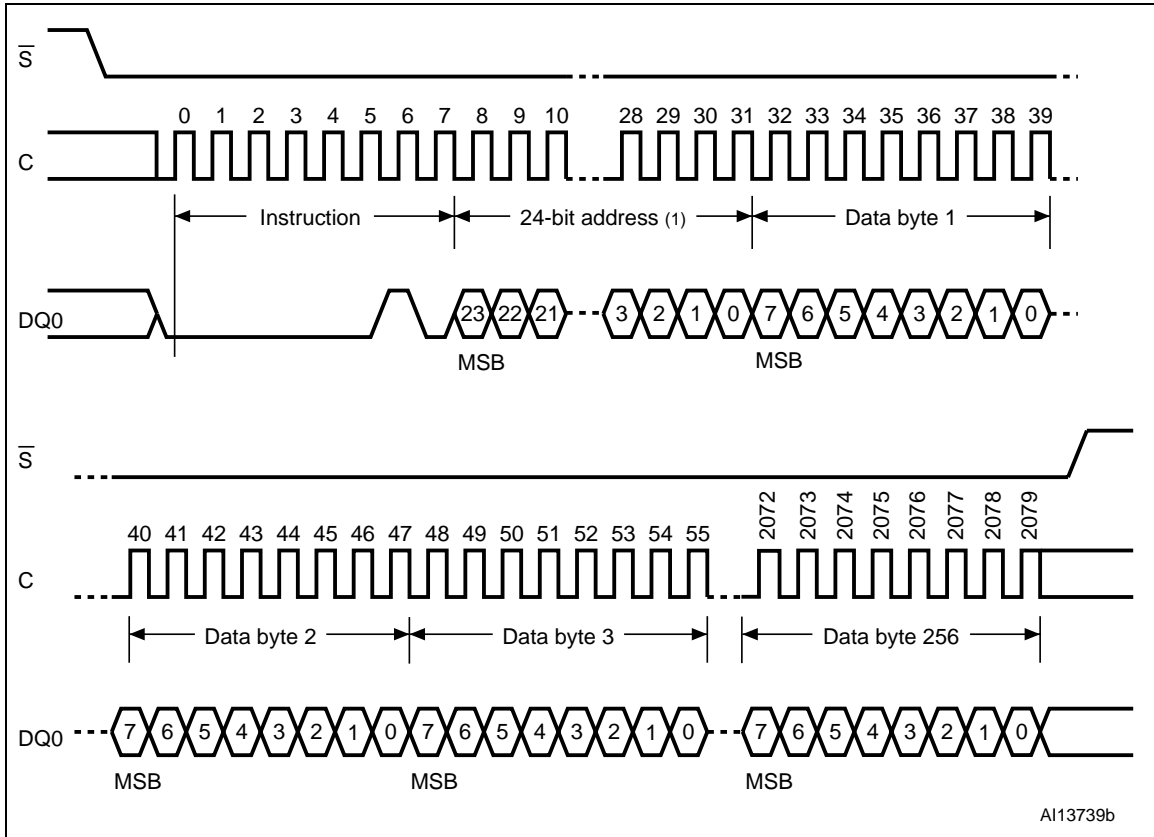 S̅
0 1 2 3 4 5 6 7 8 9 10 28 29 30 31 32 33 34 35 36 37 38 39
C
Instruction 24-bit address (1) Data byte 1
DQ0 23 22 21 3 2 1 0 7 6 5 4 3 2 1 0
MSB MSB
S̅
2072 2073 2074 2075 2076 2077 2078 2079
40 41 42 43 44 45 46 47 48 49 50 51 52 53 54 55
C
Data byte 2 Data byte 3 Data byte 256
DQ0 7 6 5 4 3 2 1 0 7 6 5 4 3 2 1 0 7 6 5 4 3 2 1 0
MSB MSB MSB
AI13739b